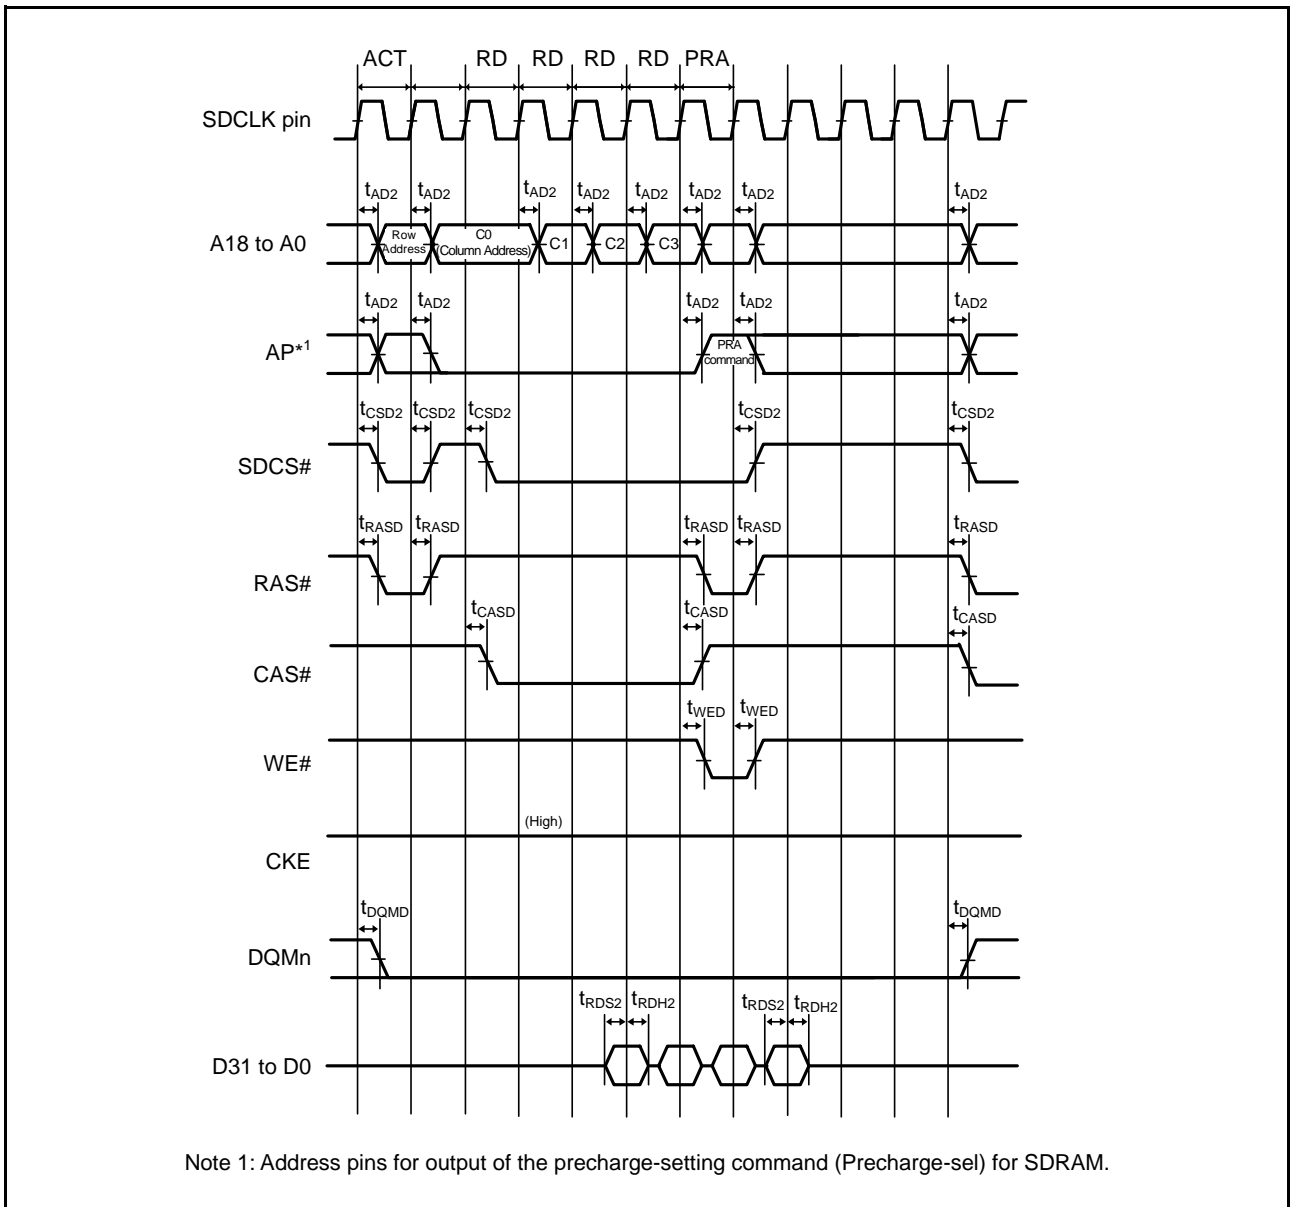 ACT RD RD RD RD PRA
SDCLK pin
tAD2 tAD2 tAD2 tAD2 tAD2 tAD2 tAD2 tAD2
A18 to A0
Row
Address
C0
(Column Address)
C1 C2 C3
tAD2 tAD2 tAD2 tAD2 tAD2
AP*1
PRA
command
tCSD2 tCSD2 tCSD2 tCSD2 tCSD2
SDCS#
tRASD tRASD tRASD tRASD tRASD
RAS#
tCASD tCASD tCASD
CAS#
tWED tWED
WE#
(High)
CKE
tDQMD tDQMD
DQMn
tRDS2 tRDH2 tRDS2 tRDH2
D31 to D0
Note 1: Address pins for output of the precharge-setting command (Precharge-sel) for SDRAM.